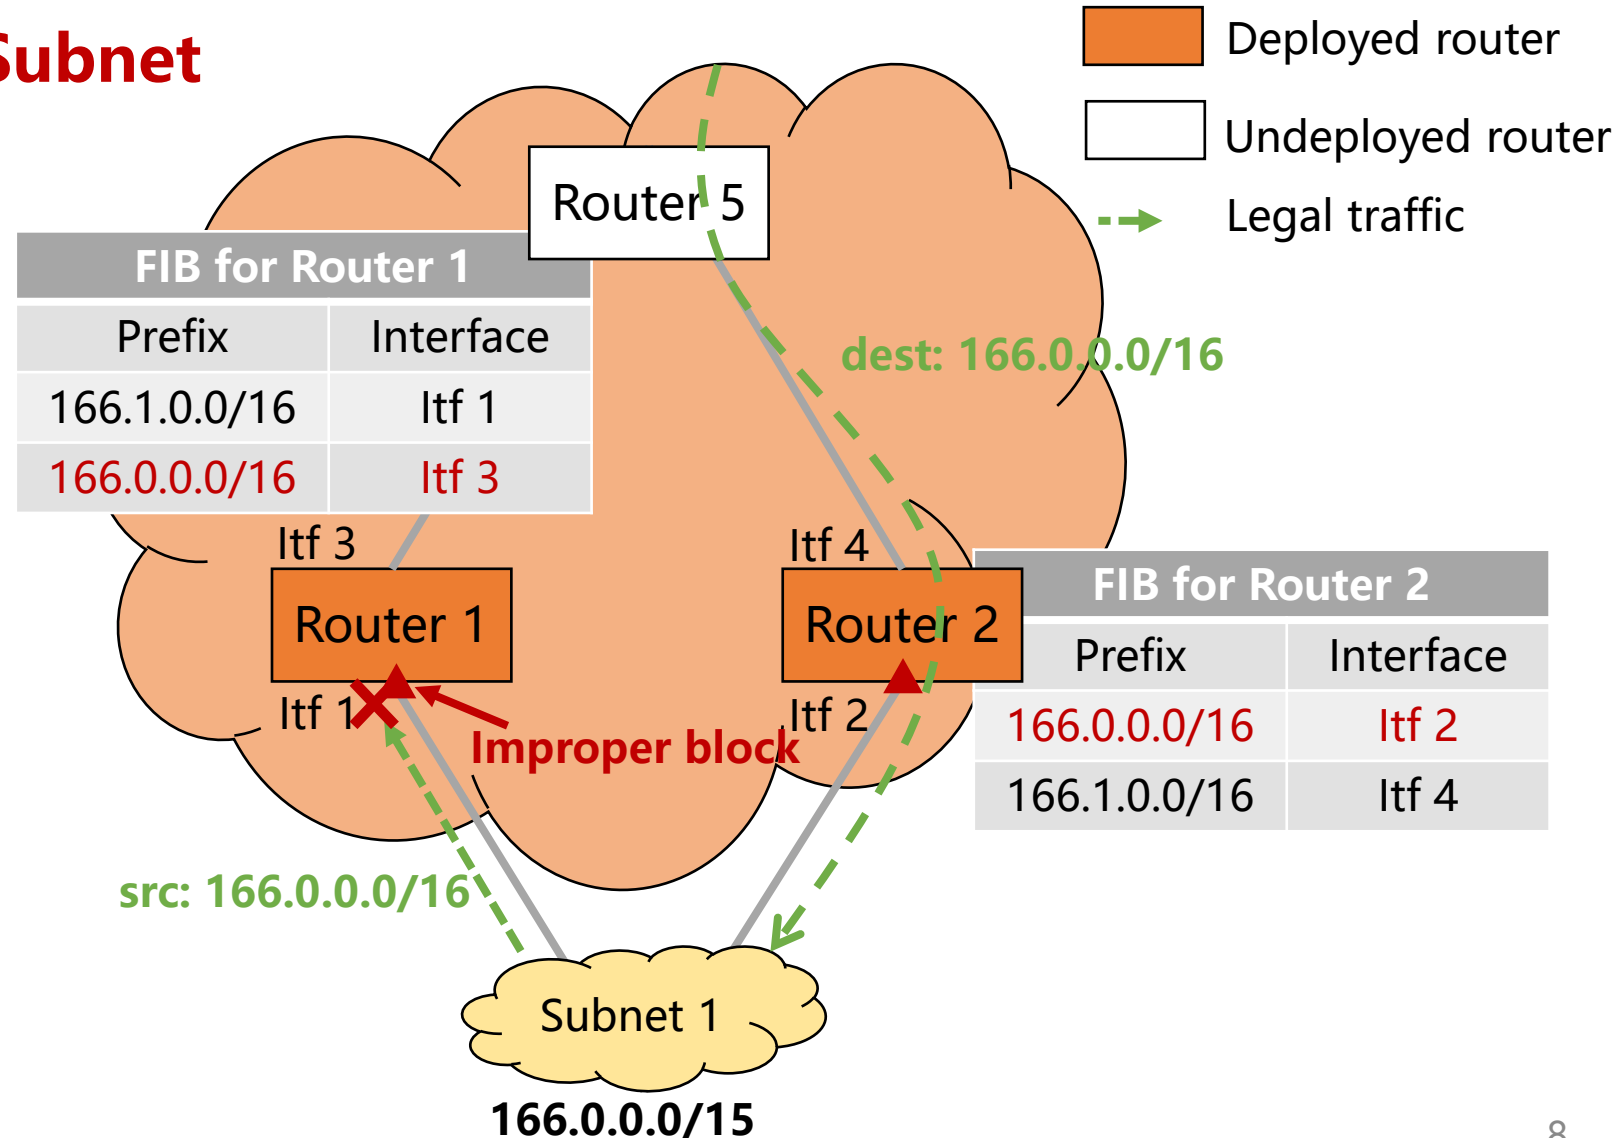 Subnet
Deployed router
Undeployed router
Legal traffic
Router 5
FIB for Router 1
Prefix Interface
166.1.0.0/16 Itf 1
166.0.0.0/16 Itf 3
dest: 166.0.0.0/16
Itf 3
Itf 4
Router 1
Router 2
FIB for Router 2
Prefix Interface
166.0.0.0/16 Itf 2
166.1.0.0/16 Itf 4
Itf 1
Itf 2
Improper block
src: 166.0.0.0/16
Subnet 1
166.0.0.0/15
8